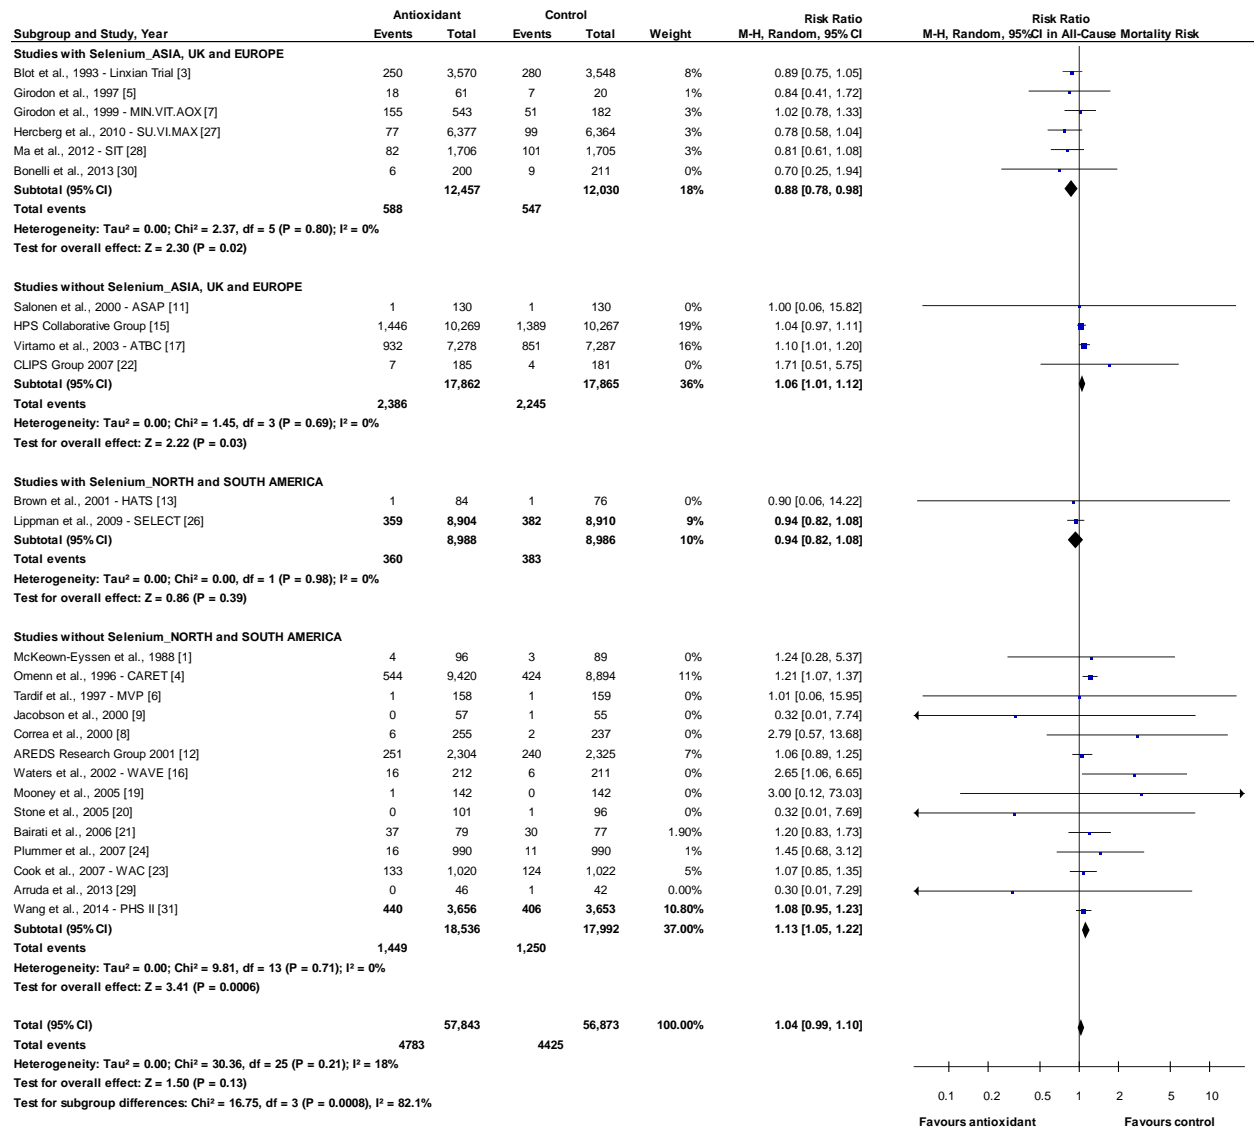 Antioxidant Control Risk Ratio Risk Ratio
Subgroup and Study, Year Events Total Events Total Weight M-H, Random, 95% CI M-H, Random, 95%CI in All-Cause Mortality Risk
Studies with Selenium_ASIA, UK and EUROPE
Blot et al., 1993 - Linxian Trial [3] 250 3,570 280 3,548 8% 0.89 [0.75, 1.05]
Girodon et al. 1997 [5] 18 61 7 20 1% 0.84 [0.41, 1.72]
Girodon et al. 1999 - MIN.VIT.AOX [7] 155 543 51 182 3% 1.02 [0.78, 1.33]
Hercberg et al., 2010 - SU.VI.MAX [27] 77 6,377 99 6,364 3% 0.78 [0.58, 1.04]
Ma et al., 2012 - SIT [28] 82 1,706 101 1,705 3% 0.81 [0.61, 1.08]
Bonelli et al., 2013 [30] 6 200 9 211 0% 0.70 [0.25, 1.94]
Subtotal (95% CI) 12,457 12,030 18% 0.88 [0.78, 0.98]
Total events 588 547
Heterogeneity: Tau² = 0.00; Chi² = 2.37, df = 5 (P = 0.80); I² = 0%
Test for overall effect: Z = 2.30 (P = 0.02)
Studies without Selenium_ASIA, UK and EUROPE
Salonen et al., 2000 - ASAP [11] 1 130 1 130 0% 1.00 [0.06, 15.82]
HPS Collaborative Group [15] 1,446 10,269 1,389 10,267 19% 1.04 [0.97, 1.11]
Virtamo et al., 2003 - ATBC [17] 932 7,278 851 7,287 16% 1.10 [1.01, 1.20]
CLIPS Group 2007 [22] 7 185 4 181 0% 1.71 [0.51, 5.75]
Subtotal (95% CI) 17,862 17,865 36% 1.06 [1.01, 1.12]
Total events 2,386 2,245
Heterogeneity: Tau² = 0.00; Chi² = 1.45, df = 3 (P = 0.69); I² = 0%
Test for overall effect: Z = 2.22 (P = 0.03)
Studies with Selenium_NORTH and SOUTH AMERICA
Brown et al., 2001 - HATS [13] 1 84 1 76 0% 0.90 [0.06, 14.22]
Lippman et al., 2009 - SELECT [26] 359 8,904 382 8,910 9% 0.94 [0.82, 1.08]
Subtotal (95% CI) 8,988 8,986 10% 0.94 [0.82, 1.08]
Total events 360 383
Heterogeneity: Tau² = 0.00; Chi² = 0.00, df = 1 (P = 0.98); I² = 0%
Test for overall effect: Z = 0.86 (P = 0.39)
Studies without Selenium_NORTH and SOUTH AMERICA
McKeown-Eyssen et al., 1988 [1] 4 96 3 89 0% 1.24 [0.28, 5.37]
Omenn et al., 1996 - CARET [4] 544 9,420 424 8,894 11% 1.21 [1.07, 1.37]
Tardif et al., 1997 - MVP [6] 1 158 1 159 0% 1.01 [0.06, 15.95]
Jacobson et al., 2000 [9] 0 57 1 55 0% 0.32 [0.01, 7.74]
Correa et al., 2000 [8] 6 255 2 237 0% 2.79 [0.57, 13.68]
AREDS Research Group 2001 [12] 251 2,304 240 2,325 7% 1.06 [0.89, 1.25]
Waters et al., 2002 - WAVE [16] 16 212 6 211 0% 2.65 [1.06, 6.65]
Mooney et al., 2005 [19] 1 142 0 142 0% 3.00 [0.12, 73.03]
Stone et al., 2005 [20] 0 101 1 96 0% 0.32 [0.01, 7.69]
Bairati et al., 2006 [21] 37 79 30 77 1.90% 1.20 [0.83, 1.73]
Plummer et al., 2007 [24] 16 990 11 990 1% 1.45 [0.68, 3.12]
Cook et al., 2007 - WAC [23] 133 1,020 124 1,022 5% 1.07 [0.85, 1.35]
Arruda et al., 2013 [29] 0 46 1 42 0.00% 0.30 [0.01, 7.29]
Wang et al., 2014 - PHS II [31] 440 3,656 406 3,653 10.80% 1.08 [0.95, 1.23]
Subtotal (95% CI) 18,536 17,992 37.00% 1.13 [1.05, 1.22]
Total events 1,449 1,250
Heterogeneity: Tau² = 0.00; Chi² = 9.81, df = 13 (P = 0.71); I² = 0%
Test for overall effect: Z = 3.41 (P = 0.0006)
Total (95% CI) 57,843 56,873 100.00% 1.04 [0.99, 1.10]
Total events 4783 4425
Heterogeneity: Tau² = 0.00; Chi² = 30.36, df = 25 (P = 0.21); I² = 18%
Test for overall effect: Z = 1.50 (P = 0.13)
Test for subgroup differences: Chi² = 16.75, df = 3 (P = 0.0008), I² = 82.1%
0.1 0.2 0.5 1 2 5 10
Favours antioxidant Favours control